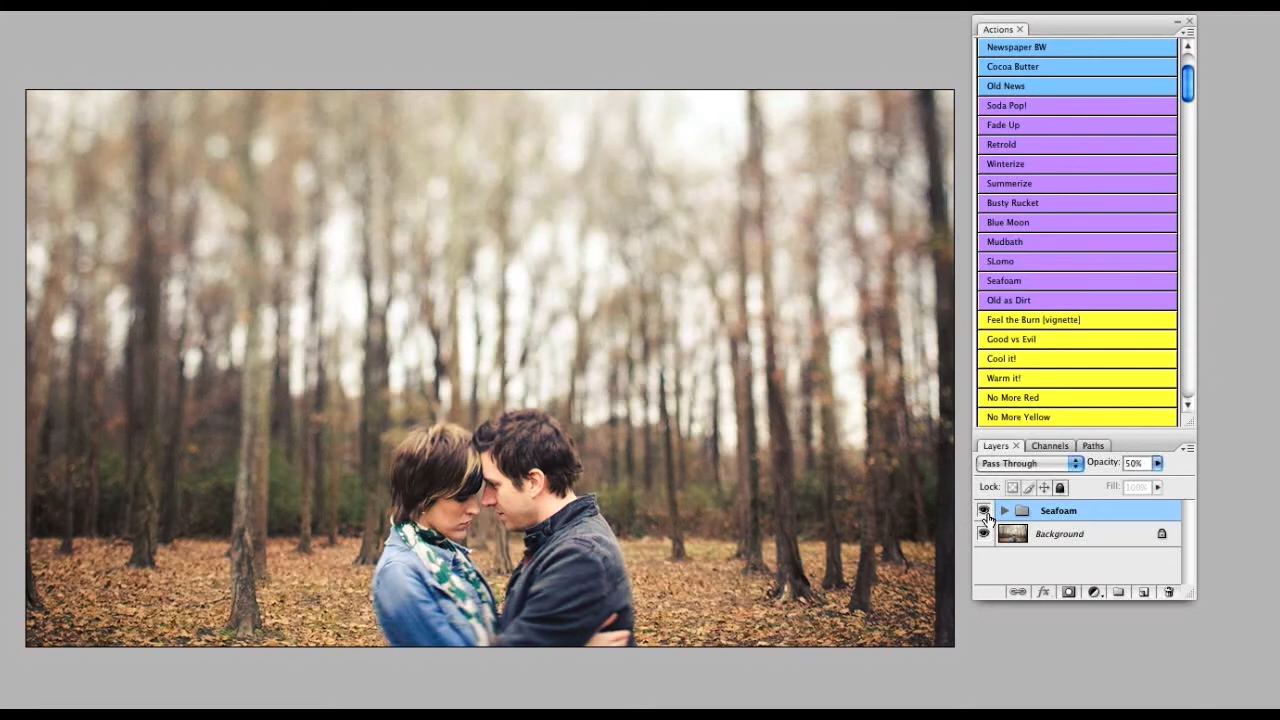 Actions
Newspaper BW
Cocoa Butter
Old News
Soda Pop!
Fade Up
Retrold
Winterize
Summerize
Busty Rucket
Blue Moon
Mudbath
SLomo
Seafoam
Old as Dirt
Feel the Burn [vignette]
Good vs Evil
Cool it!
Warm it!
No More Red
No More Yellow
Layers Channels Paths
Pass Through Opacity: 50%
Lock: Fill: 100%
Seafoam
Background